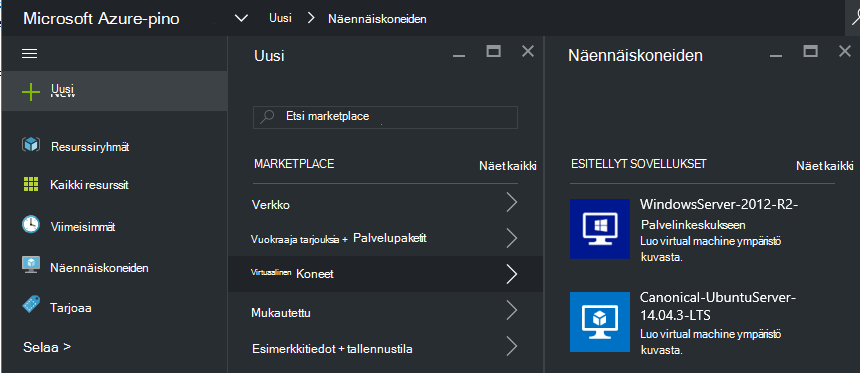 Microsoft Azure-pino
Uusi > Näennäiskoneiden
Uusi
Resurssiryhmät
Kaikki resurssit
Viimeisimmät
Näennäiskoneiden
Tarjoaa
Selaa >
Uusi
Etsi marketplace
MARKETPLACE
Näet kaikki
Verkko
Vuokraaja tarjouksia + Palvelupaketit
Virtuaalinen Koneet
Mukautettu
Esimerkkitiedot + tallennustila
Näennäiskoneiden
ESITELLYT SOVELLUKSET
Näet kaikki
WindowsServer-2012-R2-
Palvelinkeskukseen
Luo virtual machine ympäristö
kuvasta.
Canonical-UbuntuServer-
14.04.3-LTS
Luo virtual machine ympäristö
kuvasta.